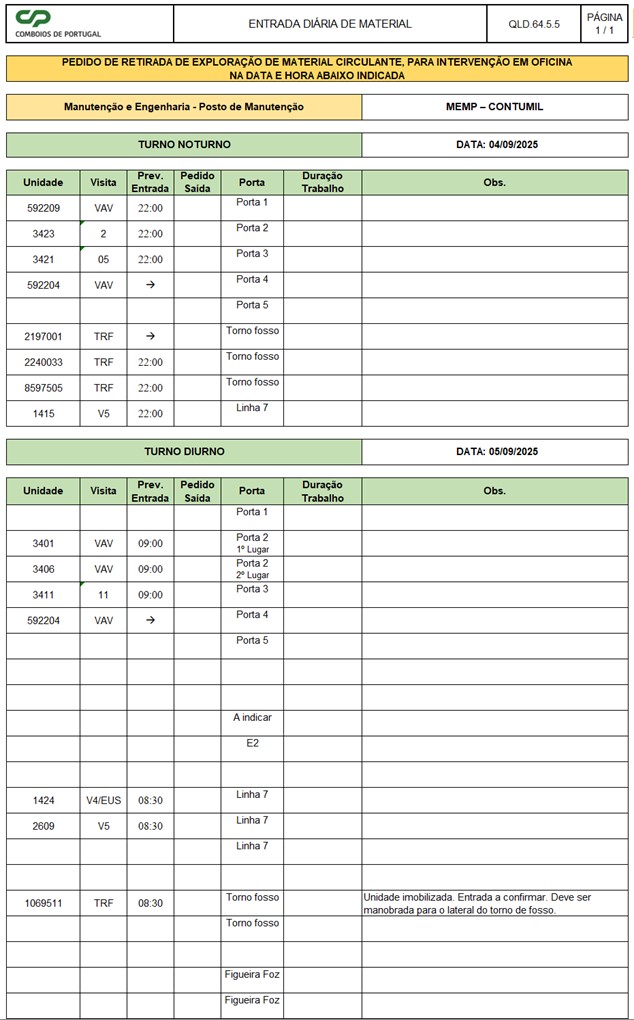 CP
COMBOIOS DE PORTUGAL
ENTRADA DIÁRIA DE MATERIAL
QLD.64.5.5
PÁGINA
1 / 1
PEDIDO DE RETIRADA DE EXPLORAÇÃO DE MATERIAL CIRCULANTE, PARA INTERVENÇÃO EM OFICINA
NA DATA E HORA ABAIXO INDICADA
Manutenção e Engenharia - Posto de Manutenção
MEMP – CONTUMIL
TURNO NOTURNO
DATA: 04/09/2025
Unidade Visita Prev. Entrada Pedido Saída Porta Duração Trabalho Obs.
592209 VAV 22:00 Porta 1
3423 2 22:00 Porta 2
3421 05 22:00 Porta 3
592204 VAV → Porta 4
Porta 5
2197001 TRF → Torno fosso
2240033 TRF 22:00 Torno fosso
8597505 TRF 22:00 Torno fosso
1415 V5 22:00 Linha 7
TURNO DIURNO
DATA: 05/09/2025
Unidade Visita Prev. Entrada Pedido Saída Porta Duração Trabalho Obs.
Porta 1
3401 VAV 09:00 Porta 2 1º Lugar
3406 VAV 09:00 Porta 2 2º Lugar
3411 11 09:00 Porta 3
592204 VAV → Porta 4
Porta 5
A indicar
E2
1424 V4/EUS 08:30 Linha 7
2609 V5 08:30 Linha 7
Linha 7
1069511 TRF 08:30 Torno fosso Unidade imobilizada. Entrada a confirmar. Deve ser
manobrada para o lateral do torno de fosso.
Torno fosso
Figueira Foz
Figueira Foz